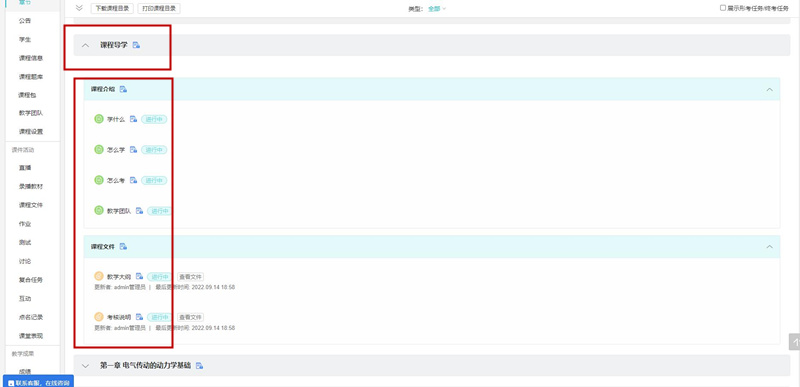 章节
下载课程目录 打印课程目录 类型: 全部 展示形考任务/终考任务
公告
学生
课程信息
课程题库
课程包
教学团队
课程设置
课件活动
直播
录播教材
课程文件
作业
测试
讨论
复合任务
互动
点名记录
课堂表现
教学成果
成绩
联系客服，在线咨询
课程导学
课程介绍
学什么 进行中
怎么学 进行中
怎么考 进行中
教学团队 进行中
课程文件
教学大纲 进行中 查看文件
更新者: admin管理员 | 最后更新时间: 2022.09.14 18:58
考核说明 进行中 查看文件
更新者: admin管理员 | 最后更新时间: 2022.09.14 18:58
第一章 电气传动的动力学基础